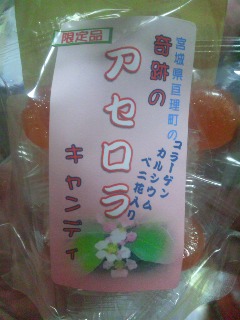 限定品
宮城県亘理町の
奇跡の
アセロラ
コラーゲン
カルシウム
ベニ花入り
キャンディ